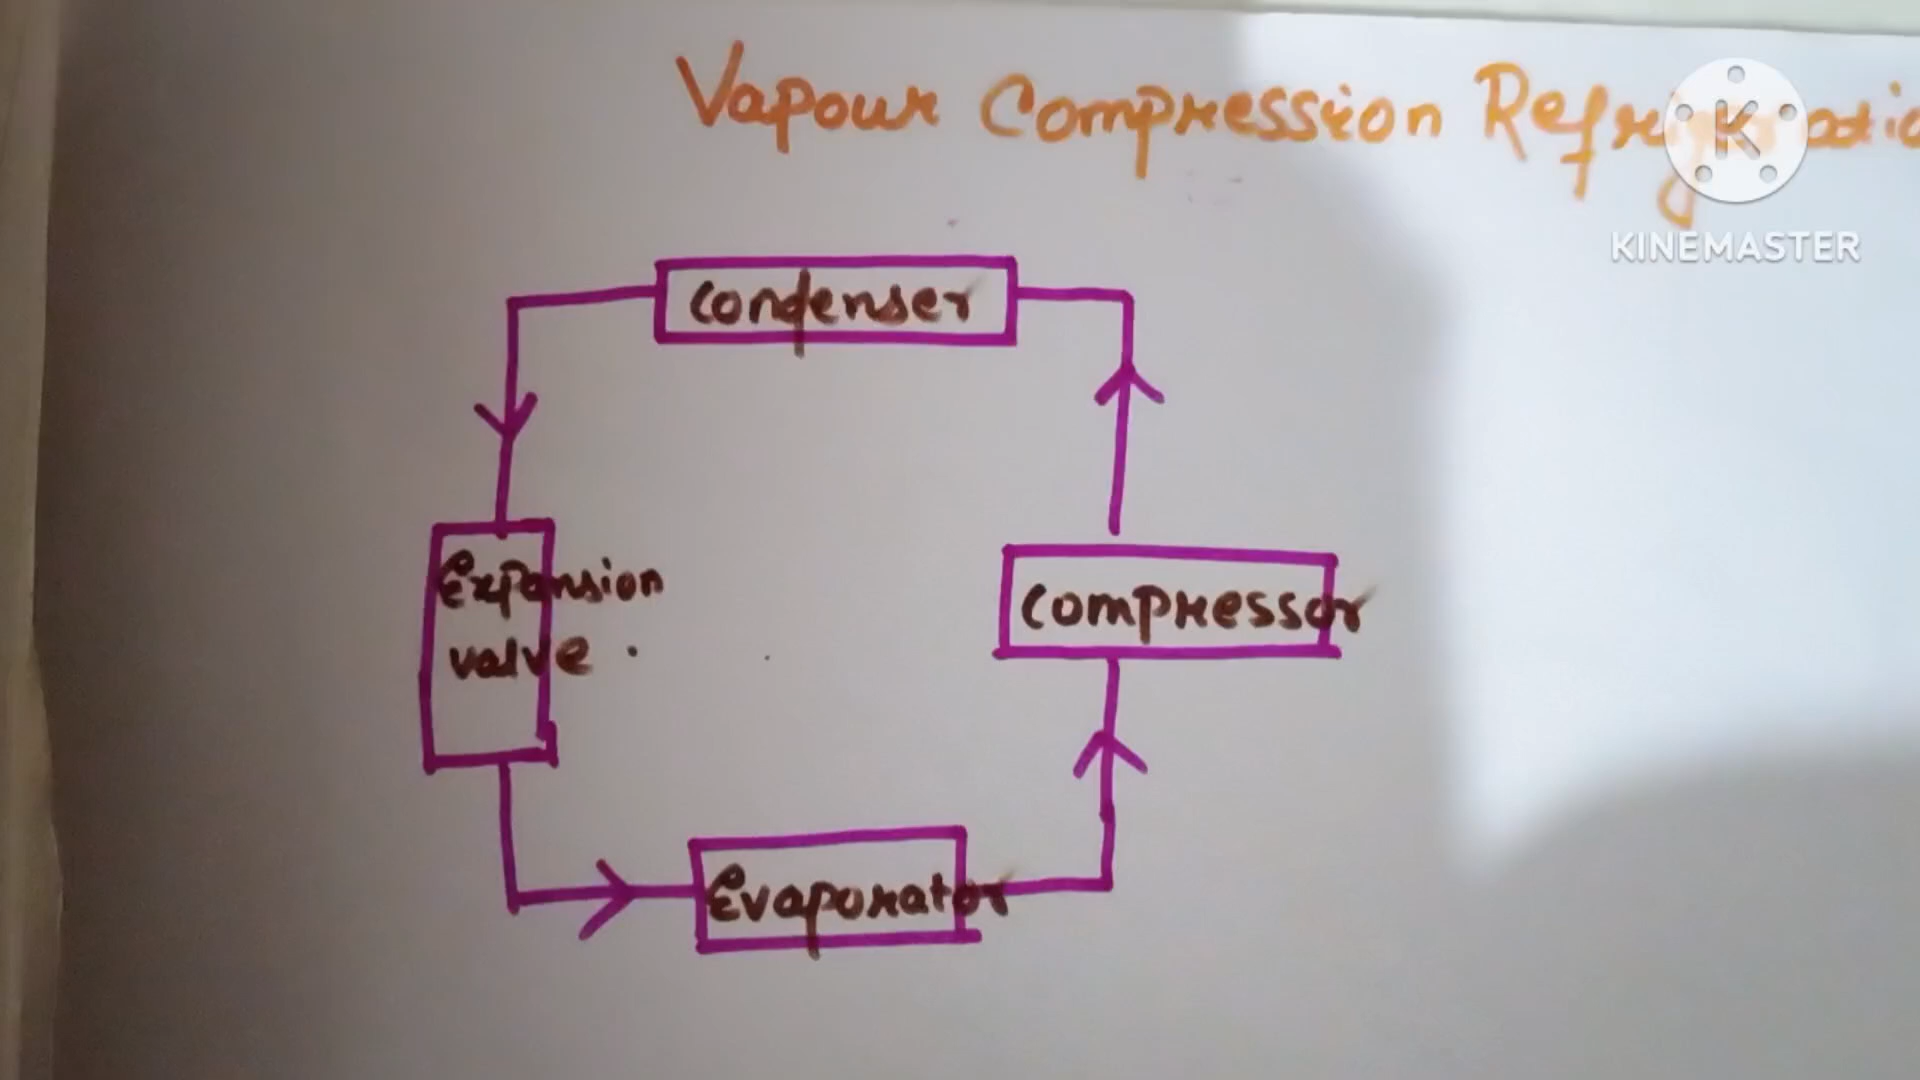 Vapour Compression
KINEMASTER
Condenser
Expansion
valve.
Compressor
Evaporator